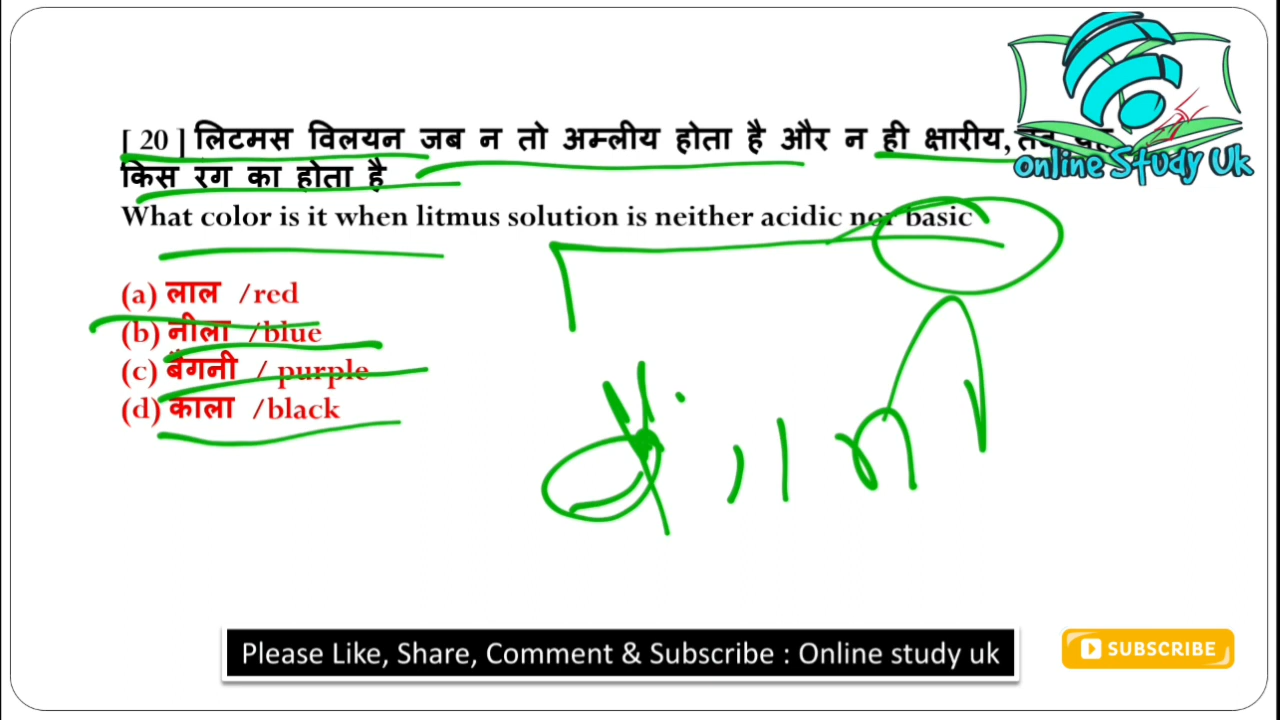 [ 20 ] लिटमस विलयन जब न तो अम्लीय होता है और न ही क्षारीय,
किस रंग का होता है
What color is it when litmus solution is neither acidic nor basic
(a) लाल /red
(b) नीला /blue
(c) बैंगनी / purple
(d) काला /black
बैंगनी
Online Study Uk
Please Like, Share, Comment & Subscribe : Online study uk
SUBSCRIBE